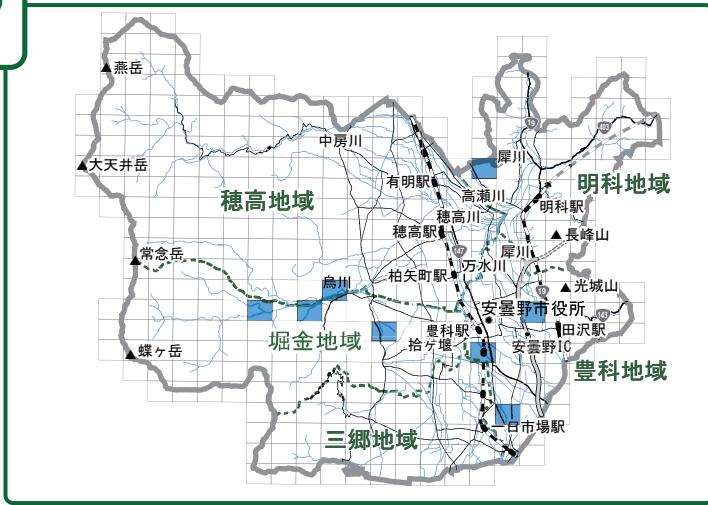 燕岳
19
403
中房川
犀川
大天井岳
有明駅
明科地域
穂高地域
高瀬川
明科駅
穂高川
穂高駅
長峰山
常念岳
147
犀川
万水川
柏矢町駅
烏川
光城山
19
安曇野市役所
143
豊科駅
田沢駅
堀金地域
拾ケ堰
安曇野IC
蝶ヶ岳
豊科地域
一日市場駅
三郷地域